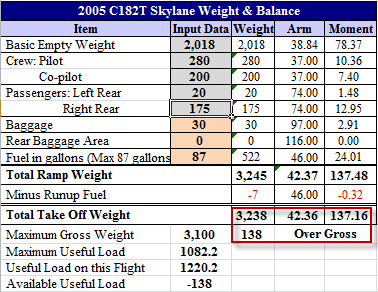 2005 C182T Skylane Weight & Balance
Item Input Data Weight Arm Moment
Basic Empty Weight 2,018 2,018 38.84 78.37
Crew: Pilot 280 280 37.00 10.36
Co-pilot 200 200 37.00 7.40
Passengers: Left Rear 20 20 74.00 1.48
Right Rear 175 175 74.00 12.95
Baggage 30 30 97.00 2.91
Rear Baggage Area 0 0 116.00 0.00
Fuel in gallons (Max 87 gallons 87 522 46.00 24.01
Total Ramp Weight 3,245 42.37 137.48
Minus Runup Fuel -7 46.00 -0.32
Total Take Off Weight 3,238 42.36 137.16
Maximum Gross Weight 3,100 138 Over Gross
Maximum Useful Load 1082.2
Useful Load on this Flight 1220.2
Available Useful Load -138